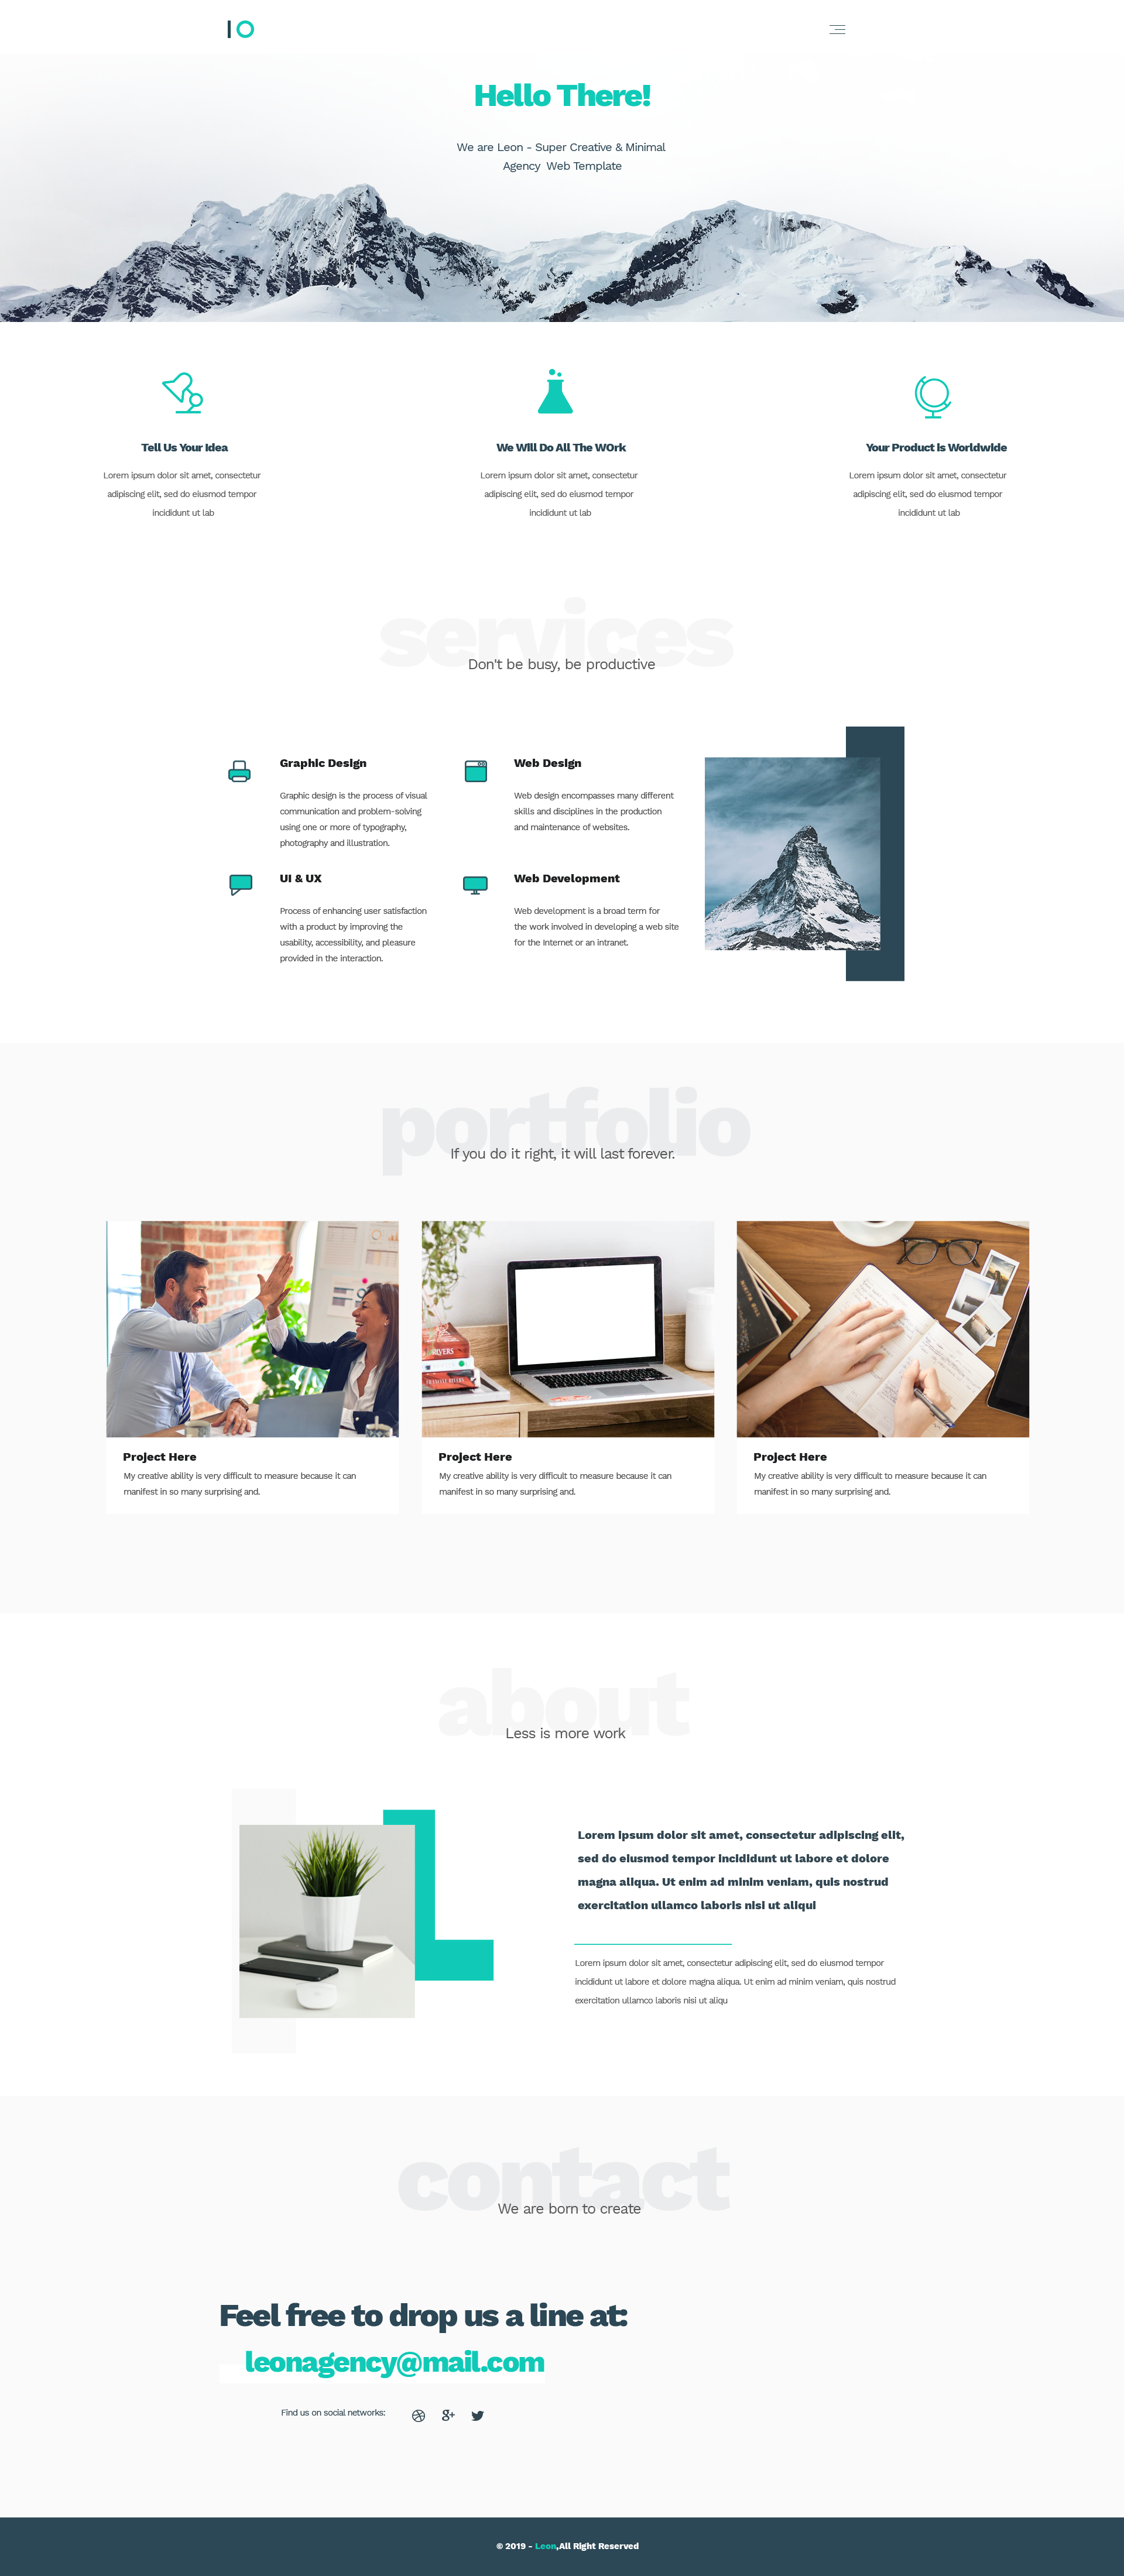 IO
Hello There!
We are Leon - Super Creative & Minimal
Agency Web Template
Tell Us Your Idea
Lorem ipsum dolor sit amet, consectetur
adipiscing elit, sed do eiusmod tempor
incididunt ut lab
We Will Do All The WOrk
Lorem ipsum dolor sit amet, consectetur
adipiscing elit, sed do eiusmod tempor
incididunt ut lab
Your Product is Worldwide
Lorem ipsum dolor sit amet, consectetur
adipiscing elit, sed do eiusmod tempor
incididunt ut lab
services
Don't be busy, be productive
Graphic Design
Graphic design is the process of visual
communication and problem-solving
using one or more of typography,
photography and illustration.
Web Design
Web design encompasses many different
skills and disciplines in the production
and maintenance of websites.
UI & UX
Process of enhancing user satisfaction
with a product by improving the
usability, accessibility, and pleasure
provided in the interaction.
Web Development
Web development is a broad term for
the work involved in developing a web site
for the Internet or an intranet.
portfolio
If you do it right, it will last forever.
RIVERS
Project Here
My creative ability is very difficult to measure because it can
manifest in so many surprising and.
Project Here
My creative ability is very difficult to measure because it can
manifest in so many surprising and.
Project Here
My creative ability is very difficult to measure because it can
manifest in so many surprising and.
about
Less is more work
Lorem ipsum dolor sit amet, consectetur adipiscing elit,
sed do eiusmod tempor incididunt ut labore et dolore
magna aliqua. Ut enim ad minim veniam, quis nostrud
exercitation ullamco laboris nisi ut aliqui
Lorem ipsum dolor sit amet, consectetur adipiscing elit, sed do eiusmod tempor
incididunt ut labore et dolore magna aliqua. Ut enim ad minim veniam, quis nostrud
exercitation ullamco laboris nisi ut aliqu
contact
We are born to create
Feel free to drop us a line at:
leonagency@mail.com
Find us on social networks:
© 2019 - Leon,All Right Reserved